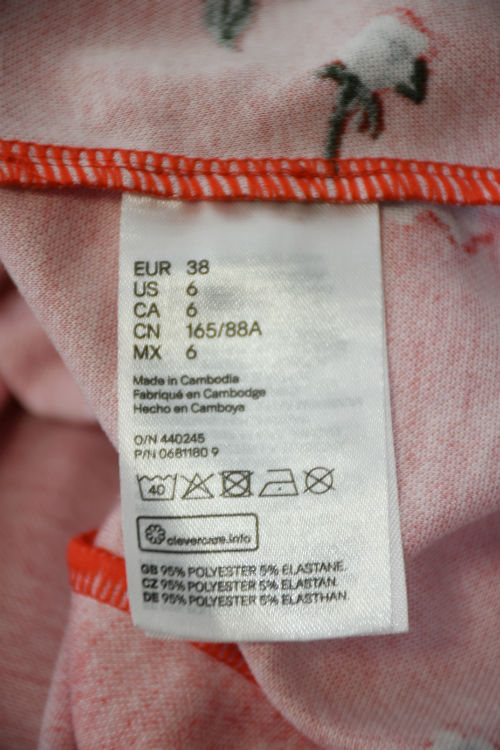 EUR 38
US 6
CA 6
CN 165/88A
MX 6
Made in Cambodia
Fabriqué en Cambodge
Hecho en Camboya
O/N 440245
P/N 0681180 9
40
clevercare.info
GB 95% POLYESTER 5% ELASTANE.
CZ 95% POLYESTER 5% ELASTAN.
DE 95% POLYESTER 5% ELASTHAN.